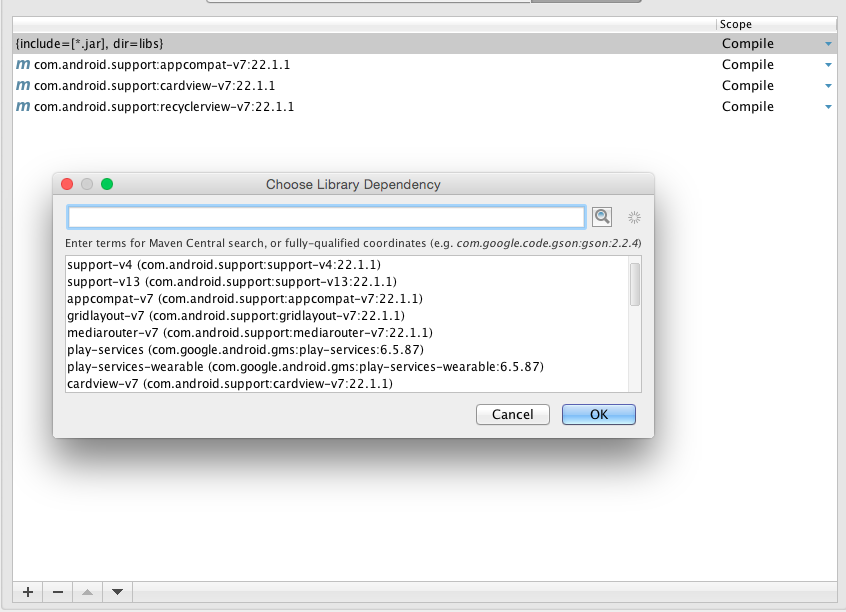 Scope
{include=[*.jar], dir=libs} Compile
m com.android.support:appcompat-v7:22.1.1 Compile
m com.android.support:cardview-v7:22.1.1 Compile
m com.android.support:recyclerview-v7:22.1.1 Compile
Choose Library Dependency
Enter terms for Maven Central search, or fully-qualified coordinates (e.g. com.google.code.gson:gson:2.2.4)
support-v4 (com.android.support:support-v4:22.1.1)
support-v13 (com.android.support:support-v13:22.1.1)
appcompat-v7 (com.android.support:appcompat-v7:22.1.1)
gridlayout-v7 (com.android.support:gridlayout-v7:22.1.1)
mediarouter-v7 (com.android.support:mediarouter-v7:22.1.1)
play-services (com.google.android.gms:play-services:6.5.87)
play-services-wearable (com.google.android.gms:play-services-wearable:6.5.87)
cardview-v7 (com.android.support:cardview-v7:22.1.1)
Cancel OK